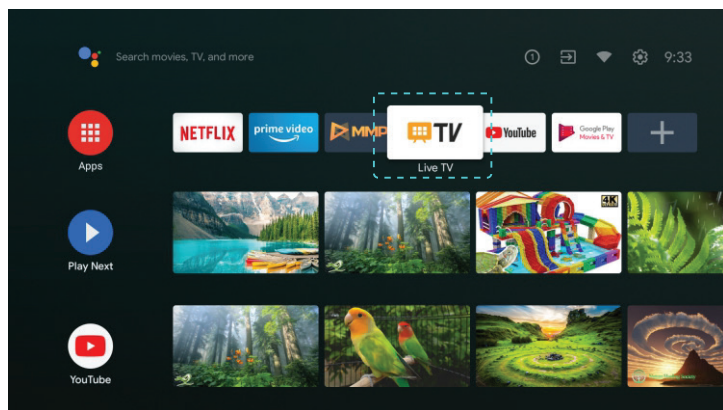 Search movies, TV, and more
1
9:33
Apps
NETFLIX
prime video
MMP
TV
YouTube
Google Play
Movies & TV
Live TV
Play Next
4K
YouTube